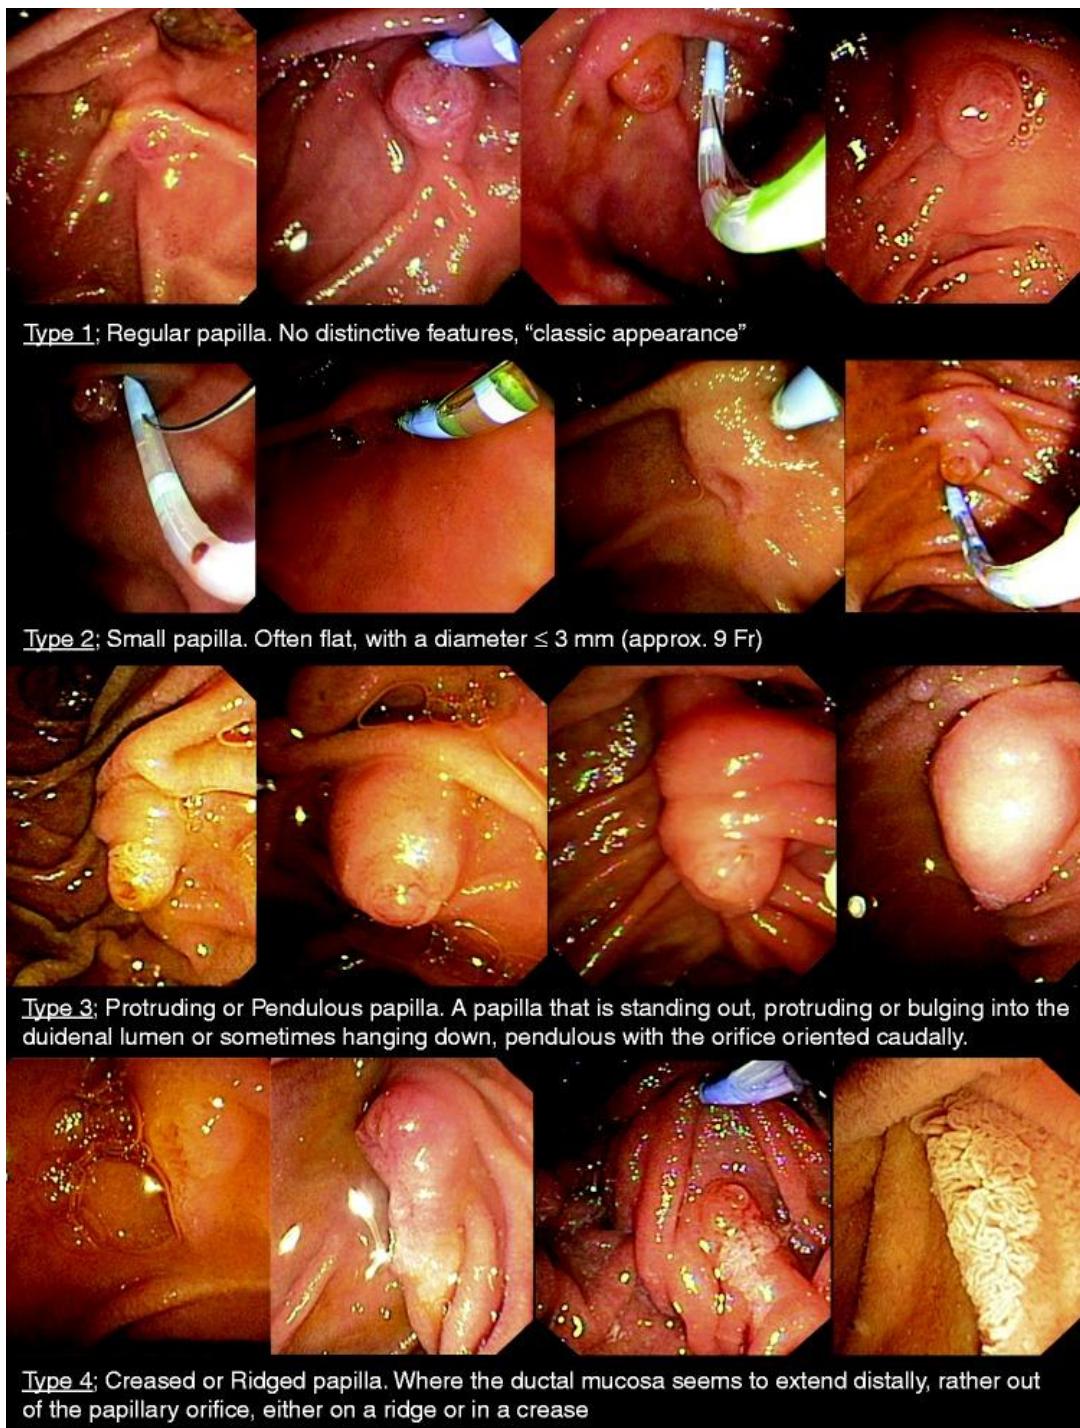 Type 1; Regular papilla. No distinctive features, “classic appearance”
Type 2; Small papilla. Often flat, with a diameter ≤ 3 mm (approx. 9 Fr)
Type 3; Protruding or Pendulous papilla. A papilla that is standing out, protruding or bulging into the
duidenal lumen or sometimes hanging down, pendulous with the orifice oriented caudally.
Type 4; Creased or Ridged papilla. Where the ductal mucosa seems to extend distally, rather out
of the papillary orifice, either on a ridge or in a crease